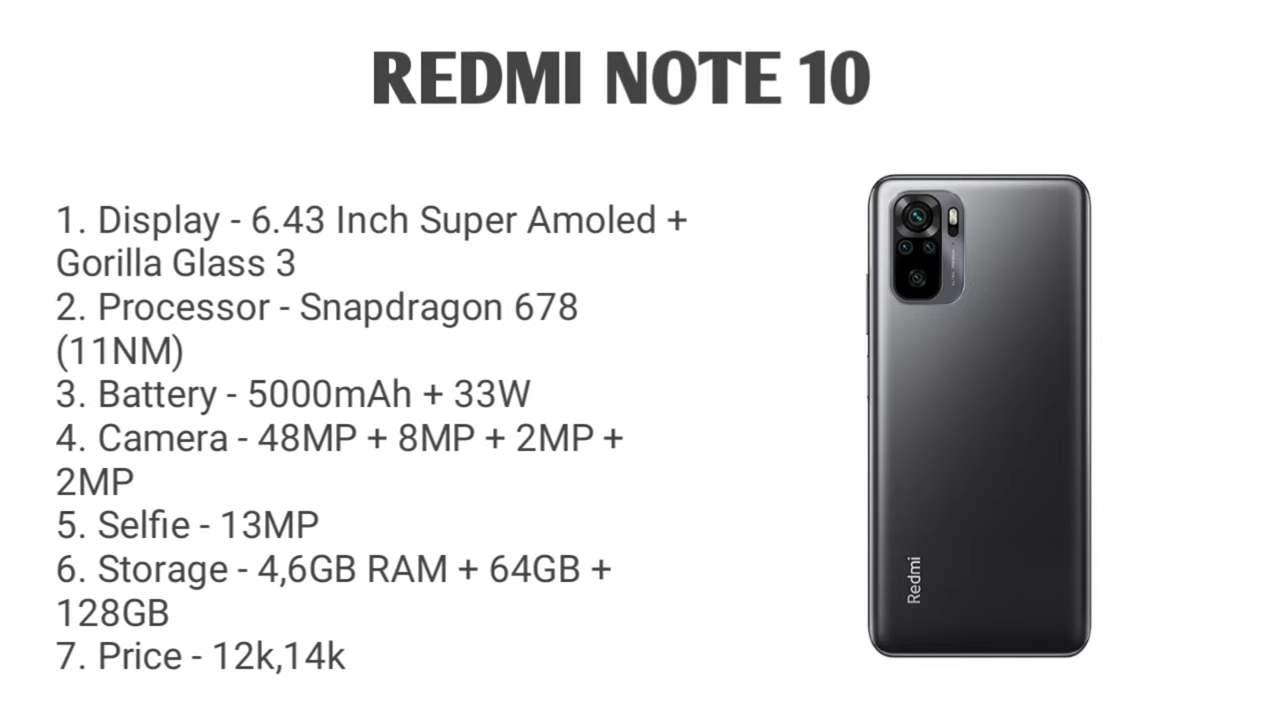 REDMI NOTE 10
1. Display - 6.43 Inch Super Amoled +
Gorilla Glass 3
2. Processor - Snapdragon 678
(11NM)
3. Battery - 5000mAh + 33W
4. Camera - 48MP + 8MP + 2MP +
2MP
5. Selfie - 13MP
6. Storage - 4,6GB RAM + 64GB +
128GB
7. Price - 12k,14k
Redmi